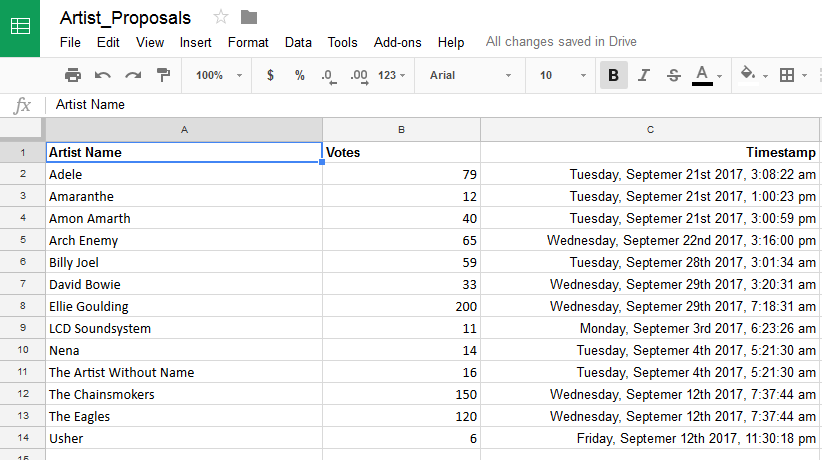 Artist_Proposals
File Edit View Insert Format Data Tools Add-ons Help All changes saved in Drive
100% $ % .0 .00 123 Arial 10 B I S A
fx Artist Name
A B C
1 Artist Name Votes Timestamp
2 Adele 79 Tuesday, Septemer 21st 2017, 3:08:22 am
3 Amaranthe 12 Tuesday, Septemer 21st 2017, 1:00:23 pm
4 Amon Amarth 40 Tuesday, Septemer 21st 2017, 3:00:59 pm
5 Arch Enemy 65 Wednesday, Septemer 22nd 2017, 3:16:00 pm
6 Billy Joel 59 Tuesday, Septemer 28th 2017, 3:01:34 am
7 David Bowie 33 Wednesday, Septemer 29th 2017, 3:20:31 am
8 Ellie Goulding 200 Wednesday, Septemer 29th 2017, 7:18:31 am
9 LCD Soundsystem 11 Monday, Septemer 3rd 2017, 6:23:26 am
10 Nena 14 Tuesday, Septemer 4th 2017, 5:21:30 am
11 The Artist Without Name 16 Tuesday, Septemer 4th 2017, 5:21:30 am
12 The Chainsmokers 150 Wednesday, Septemer 12th 2017, 7:37:44 am
13 The Eagles 120 Wednesday, Septemer 12th 2017, 7:37:44 am
14 Usher 6 Friday, Septemer 12th 2017, 11:30:18 pm